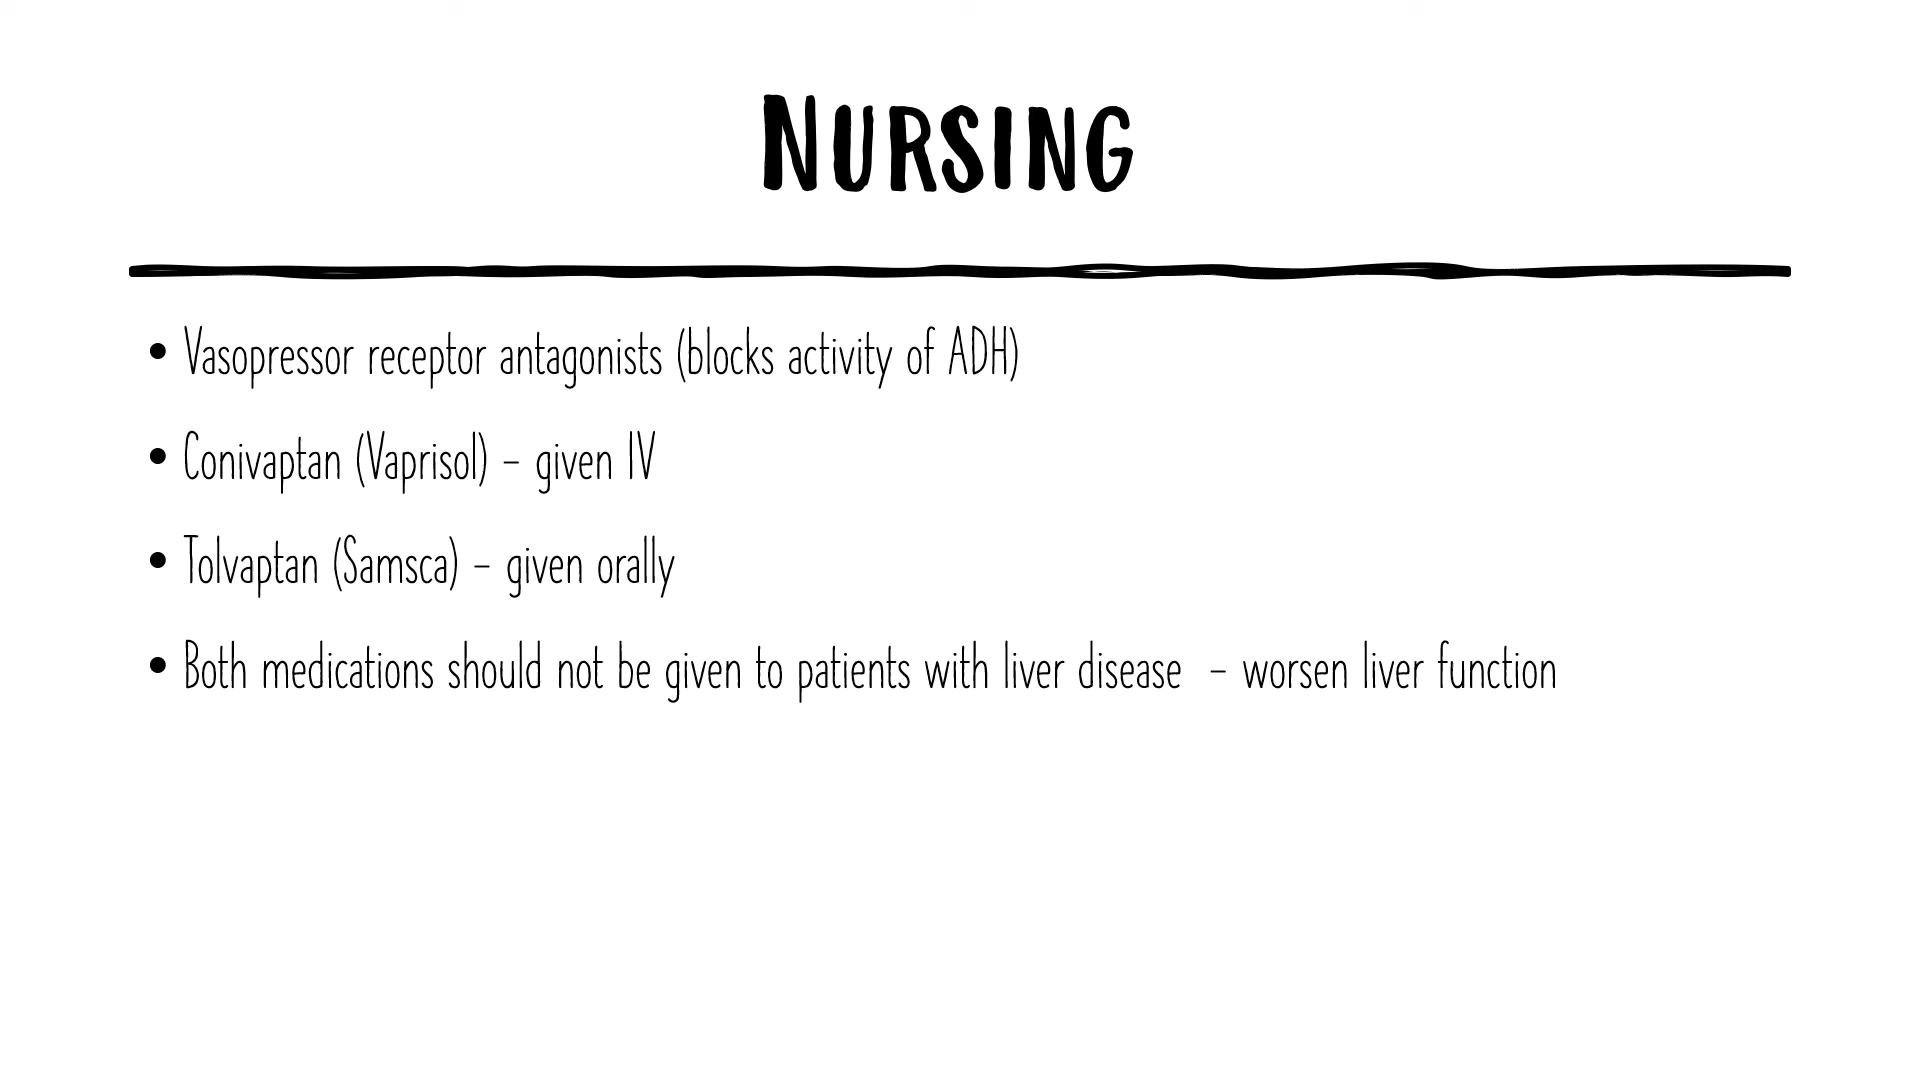 NURSING
• Vasopressor receptor antagonists (blocks activity of ADH)
• Conivaptan (Vaprisol) – given IV
• Tolvaptan (Samsca) – given orally
• Both medications should not be given to patients with liver disease – worsen liver function